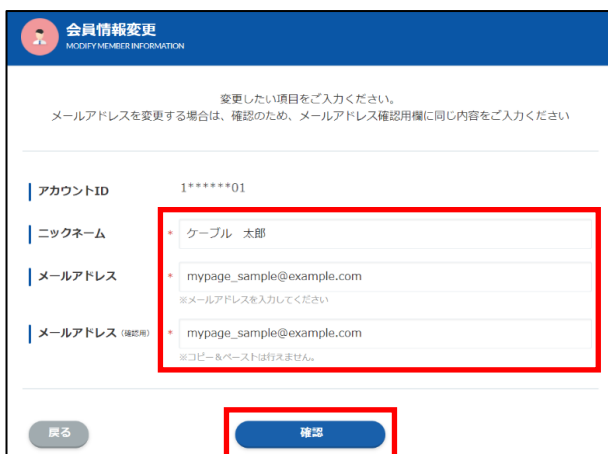 会員情報変更
MODIFY MEMBER INFORMATION
変更したい項目をご入力ください。
メールアドレスを変更する場合は、確認のため、メールアドレス確認用欄に同じ内容をご入力ください
アカウントID 1******01
ニックネーム * ケーブル　太郎
メールアドレス * mypage_sample@example.com
※メールアドレスを入力してください
メールアドレス（確認用） * mypage_sample@example.com
※コピー＆ペーストは行えません。
戻る 確認